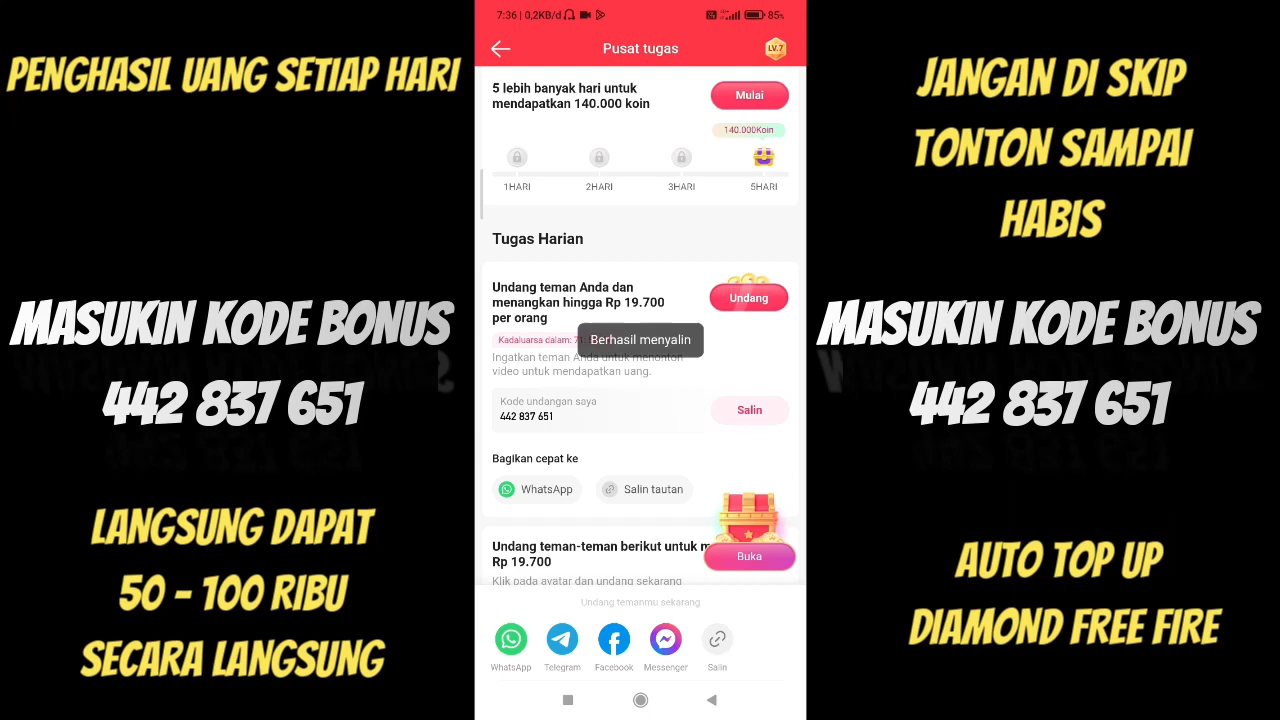 PENGHASIL UANG SETIAP HARI
MASUKIN KODE BONUS
442 837 651
LANGSUNG DAPAT
50 - 100 RIBU
SECARA LANGSUNG
7:36 | 0,2KB/d
85%
Pusat tugas
LV.7
5 lebih banyak hari untuk
mendapatkan 140.000 koin
Mulai
140.000Koin
1HARI
2HARI
3HARI
5HARI
Tugas Harian
Undang teman Anda dan
menangkan hingga Rp 19.700
per orang
Undang
Kadaluarsa dalam: 71:
Berhasil menyalin
Ingatkan teman Anda untuk menonton
video untuk mendapatkan uang.
Kode undangan saya
442 837 651
Salin
Bagikan cepat ke
WhatsApp
Salin tautan
Undang teman-teman berikut untuk m
Rp 19.700
Buka
Klik pada avatar dan undang sekarang
Undang temanmu sekarang
WhatsApp
Telegram
Facebook
Messenger
Salin
JANGAN DI SKIP
TONTON SAMPAI
HABIS
MASUKIN KODE BONUS
442 837 651
AUTO TOP UP
DIAMOND FREE FIRE